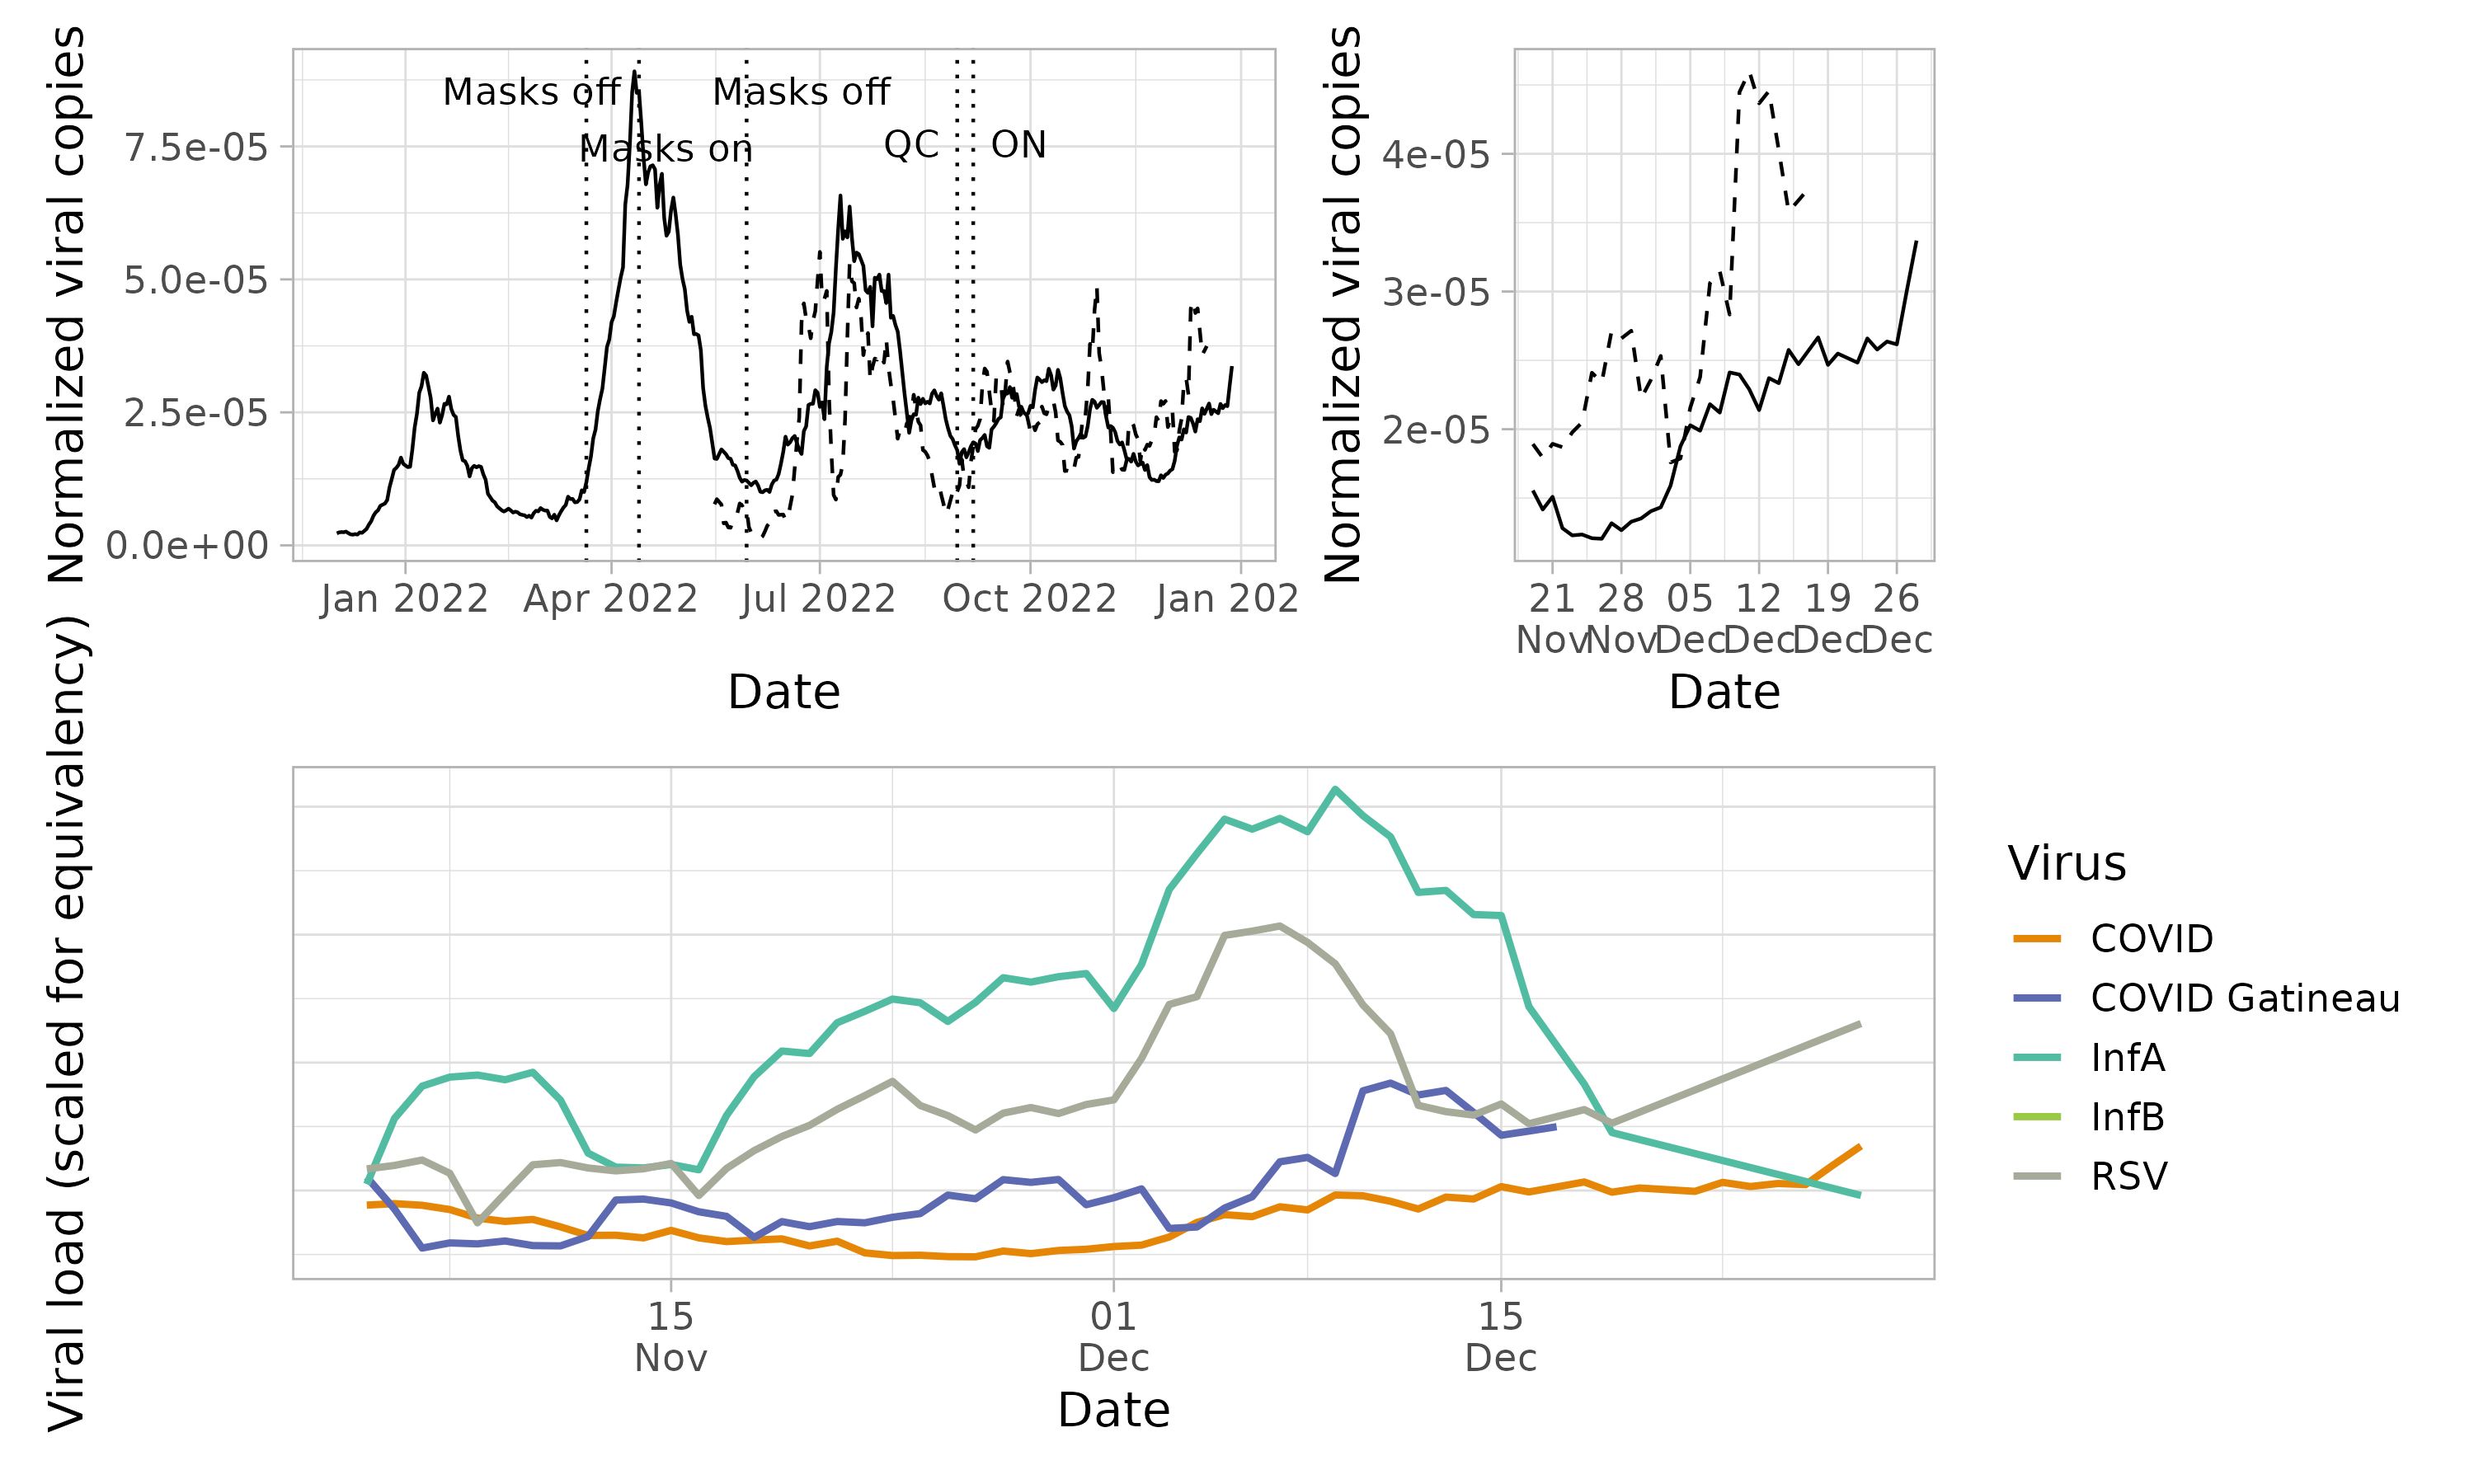 Normalized viral copies
7.5e-05
5.0e-05
2.5e-05
0.0e+00
Masks off
Masks off
Masks on
QC
ON
Jan 2022
Apr 2022
Jul 2022
Oct 2022
Jan 202
Date
Normalized viral copies
4e-05
3e-05
2e-05
21 28 05 12 19 26
Nov Nov Dec Dec Dec Dec
Date
Viral load (scaled for equivalency)
15 01 15
Nov Dec Dec
Date
Virus
COVID
COVID Gatineau
InfA
InfB
RSV